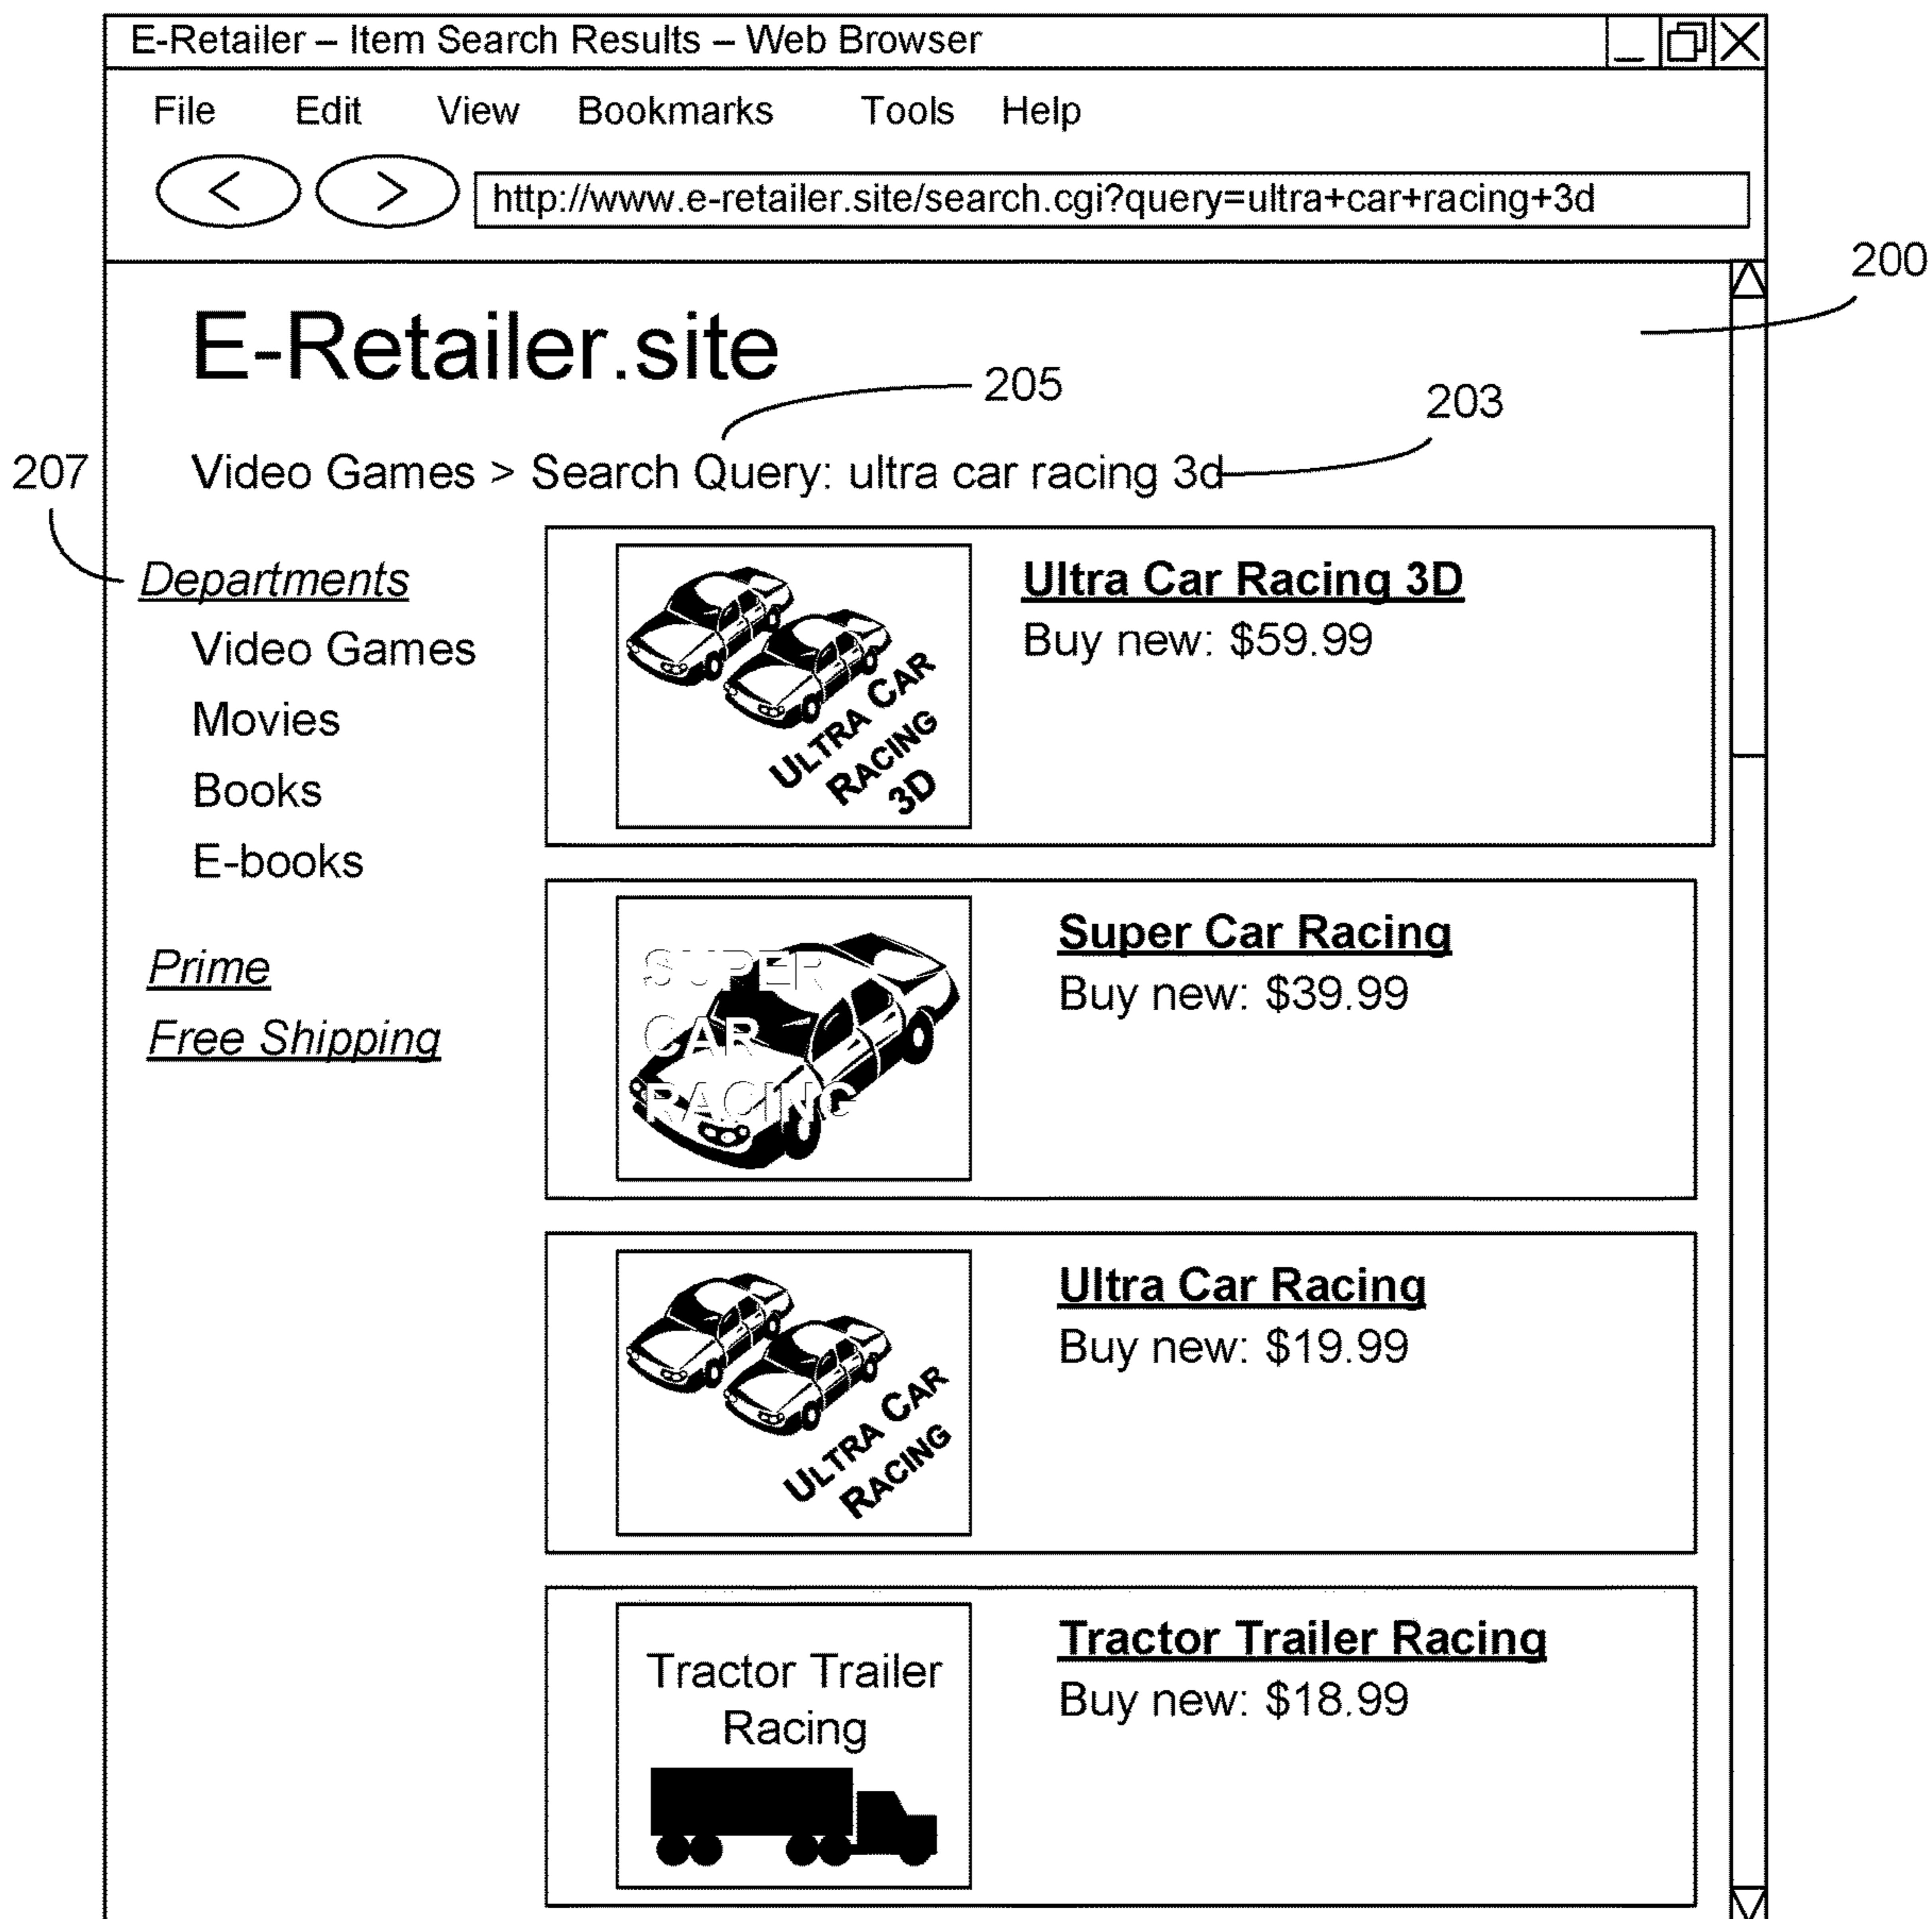 E-Retailer – Item Search Results – Web Browser
File Edit View Bookmarks Tools Help
< > http://www.e-retailer.site/search.cgi?query=ultra+car+racing+3d
200
E-Retailer.site
205
203
207
Video Games > Search Query: ultra car racing 3d
Departments
Video Games
Movies
Books
E-books
Prime
Free Shipping
ULTRA CAR
RACING
3D
Ultra Car Racing 3D
Buy new: $59.99
SUPER
CAR
RACING
Super Car Racing
Buy new: $39.99
ULTRA CAR
RACING
Ultra Car Racing
Buy new: $19.99
Tractor Trailer
Racing
Tractor Trailer Racing
Buy new: $18.99